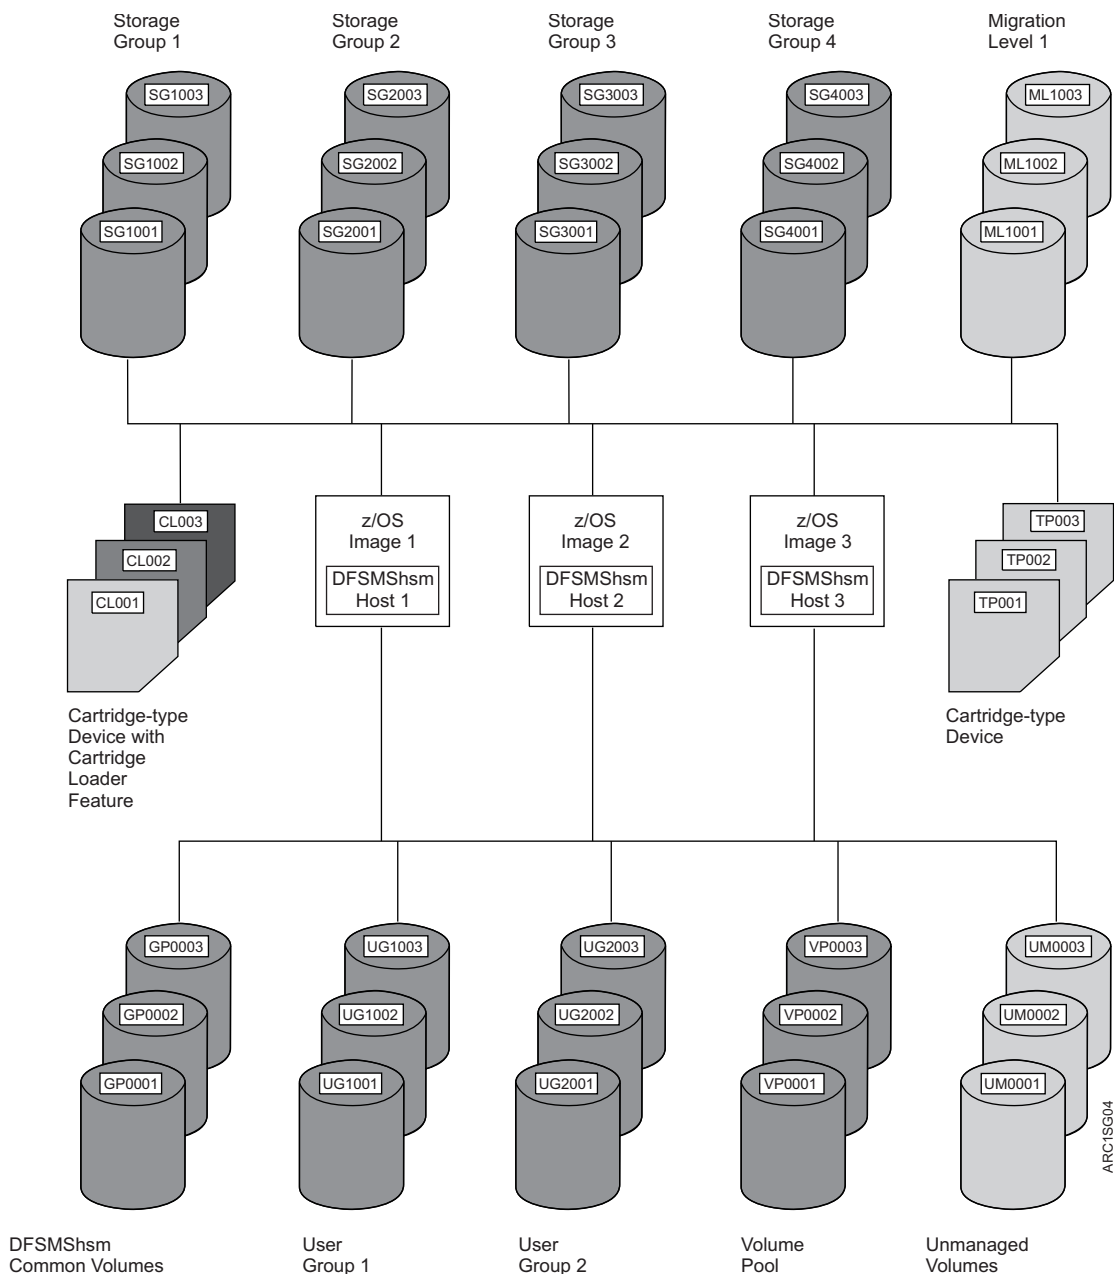 Storage
Group 1
Storage
Group 2
Storage
Group 3
Storage
Group 4
Migration
Level 1
SG1003
SG2003
SG3003
SG4003
ML1003
SG1002
SG2002
SG3002
SG4002
ML1002
SG1001
SG2001
SG3001
SG4001
ML1001
CL003
CL002
CL001
z/OS
Image 1
DFSMShsm
Host 1
z/OS
Image 2
DFSMShsm
Host 2
z/OS
Image 3
DFSMShsm
Host 3
TP003
TP002
TP001
Cartridge-type
Device with
Cartridge
Loader
Feature
Cartridge-type
Device
GP0003
UG1003
UG2003
VP0003
UM0003
GP0002
UG1002
UG2002
VP0002
UM0002
GP0001
UG1001
UG2001
VP0001
UM0001
ARC1SG04
DFSMShsm
Common Volumes
User
Group 1
User
Group 2
Volume
Pool
Unmanaged
Volumes